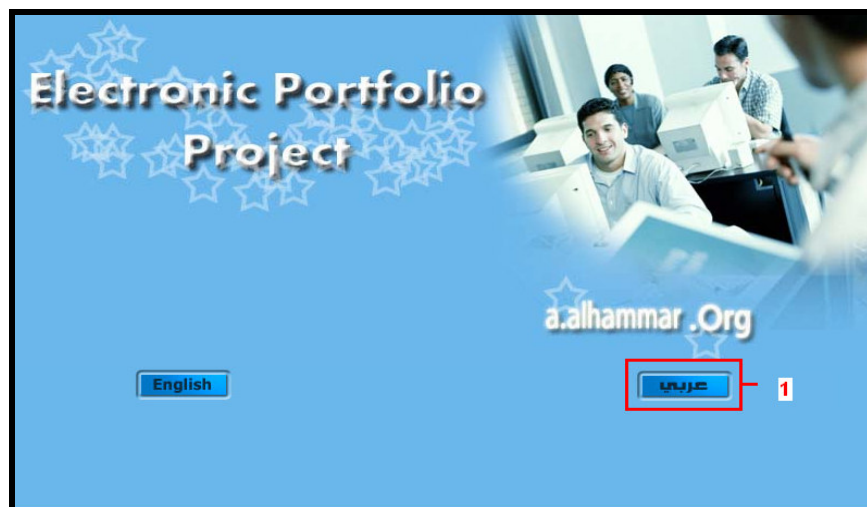 Electronic Portfolio
Project
a.alhammar .Org
English
عربي
1